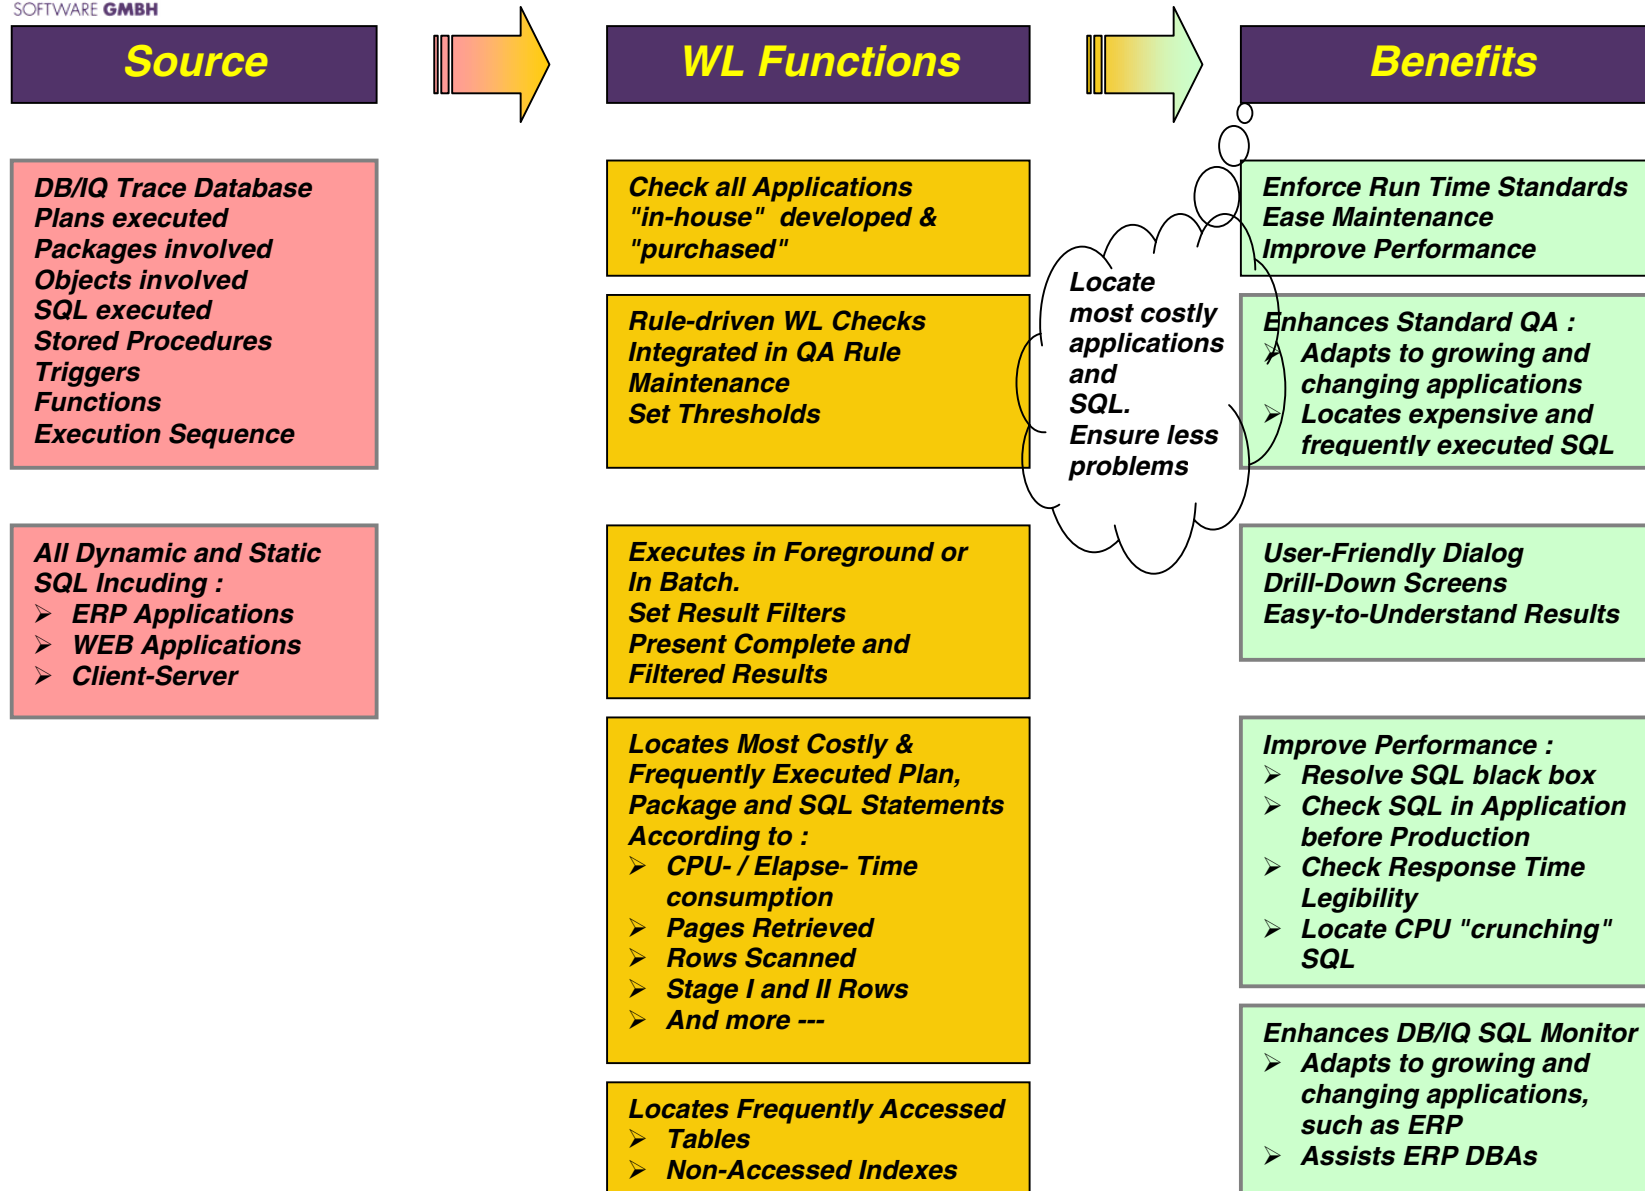 SOFTWARE GMBH
Source
WL Functions
Benefits
DB/IQ Trace Database
Plans executed
Packages involved
Objects involved
SQL executed
Stored Procedures
Triggers
Functions
Execution Sequence
All Dynamic and Static
SQL Incuding :
➢ ERP Applications
➢ WEB Applications
➢ Client-Server
Check all Applications
"in-house" developed &
"purchased"
Rule-driven WL Checks
Integrated in QA Rule
Maintenance
Set Thresholds
Executes in Foreground or
In Batch.
Set Result Filters
Present Complete and
Filtered Results
Locates Most Costly &
Frequently Executed Plan,
Package and SQL Statements
According to :
➢ CPU- / Elapse- Time
consumption
➢ Pages Retrieved
➢ Rows Scanned
➢ Stage I and II Rows
➢ And more ---
Locates Frequently Accessed
➢ Tables
➢ Non-Accessed Indexes
Locate
most costly
applications
and
SQL.
Ensure less
problems
Enforce Run Time Standards
Ease Maintenance
Improve Performance
Enhances Standard QA :
➢ Adapts to growing and
changing applications
➢ Locates expensive and
frequently executed SQL
User-Friendly Dialog
Drill-Down Screens
Easy-to-Understand Results
Improve Performance :
➢ Resolve SQL black box
➢ Check SQL in Application
before Production
➢ Check Response Time
Legibility
➢ Locate CPU "crunching"
SQL
Enhances DB/IQ SQL Monitor
➢ Adapts to growing and
changing applications,
such as ERP
➢ Assists ERP DBAs